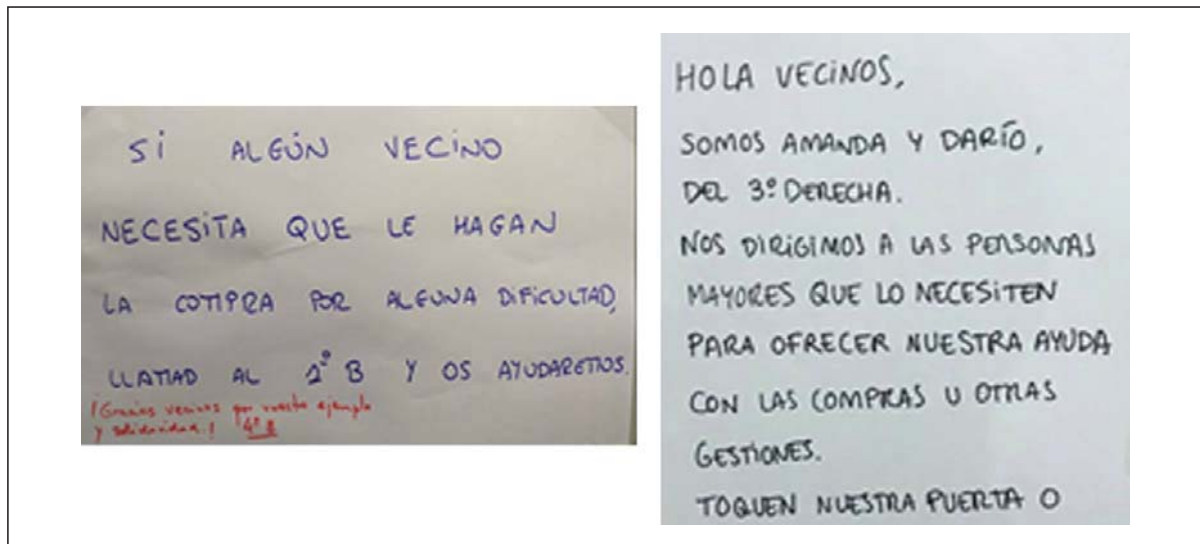 SI ALGÚN VECINO
NECESITA QUE LE HAGAN
LA COMPRA POR ALGUNA DIFICULTAD,
LLAMAD AL 2º B Y OS AYUDAREMOS.
¡Gracias vecinos por vuestro ejemplo
y solidaridad! 4º B
HOLA VECINOS,
SOMOS AMANDA Y DARÍO,
DEL 3º DERECHA.
NOS DIRIGIMOS A LAS PERSONAS
MAYORES QUE LO NECESITEN
PARA OFRECER NUESTRA AYUDA
CON LAS COMPRAS U OTRAS
GESTIONES.
TOQUEN NUESTRA PUERTA O